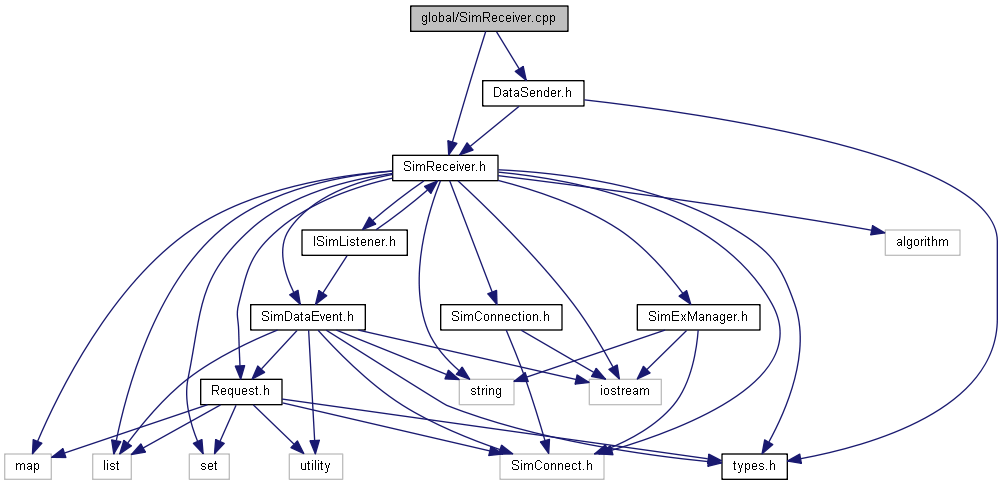 global/SimReceiver.cpp
DataSender.h
SimReceiver.h
ISimListener.h
algorithm
SimDataEvent.h
SimConnection.h
SimExManager.h
Request.h
string
iostream
map
list
set
utility
SimConnect.h
types.h